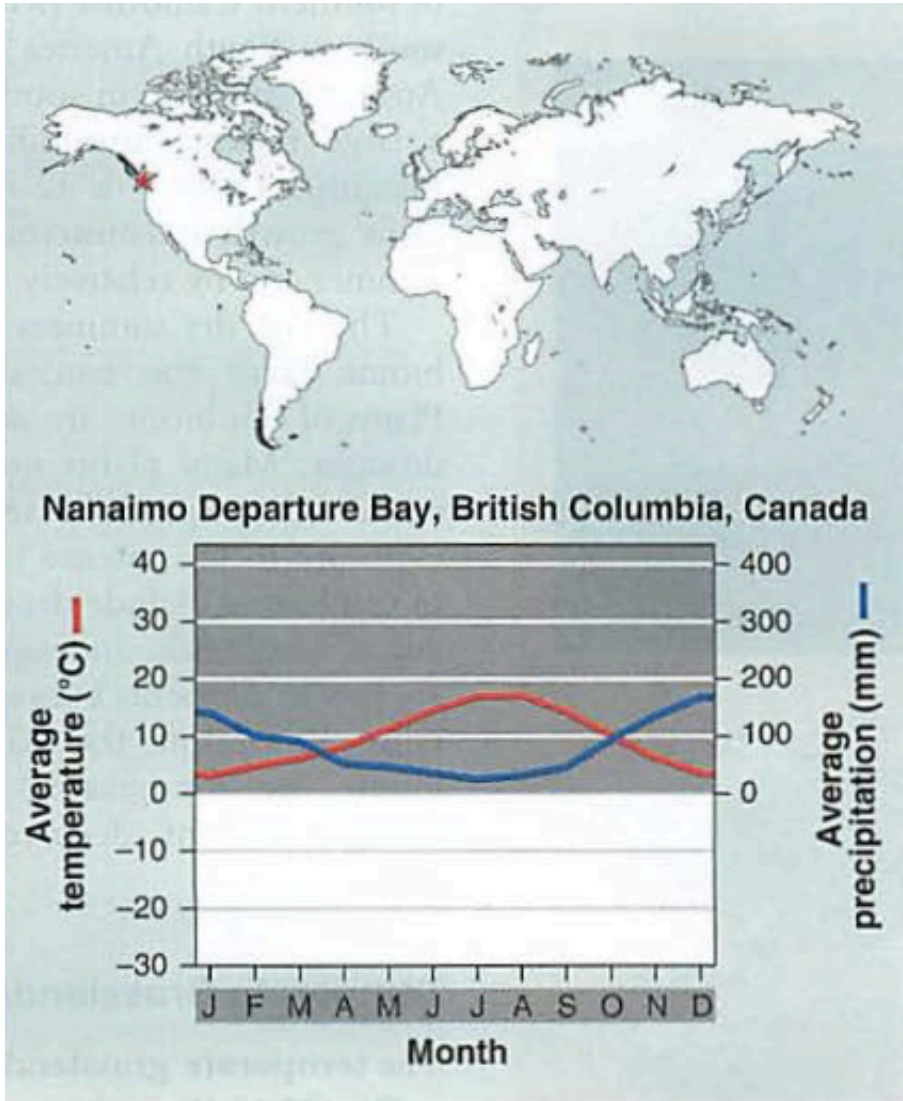 Nanaimo Departure Bay, British Columbia, Canada
40
30
20
10
0
–10
–20
–30
Average
temperature (°C)
400
300
200
100
0
Average
precipitation (mm)
J F M A M J J A S O N D
Month